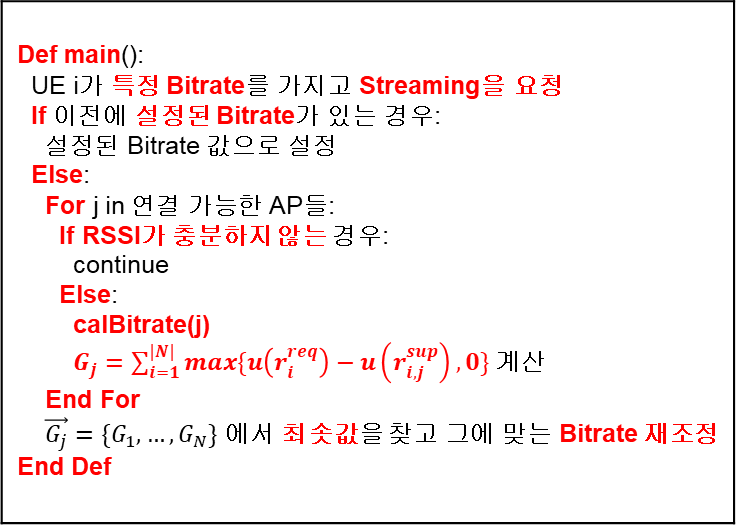 Def main():
UE i가 특정 Bitrate를 가지고 Streaming을 요청
If 이전에 설정된 Bitrate가 있는 경우:
설정된 Bitrate 값으로 설정
Else:
For j in 연결 가능한 AP들:
If RSSI가 충분하지 않는 경우:
continue
Else:
calBitrate(j)
$G_j = \sum_{i=1}^{|N|} max\{u(r_i^{req}) - u(r_{i,j}^{sup}), 0\}$ 계산
End For
$\overrightarrow{G_j} = \{G_1, ..., G_N\}$ 에서 최솟값을 찾고 그에 맞는 Bitrate 재조정
End Def